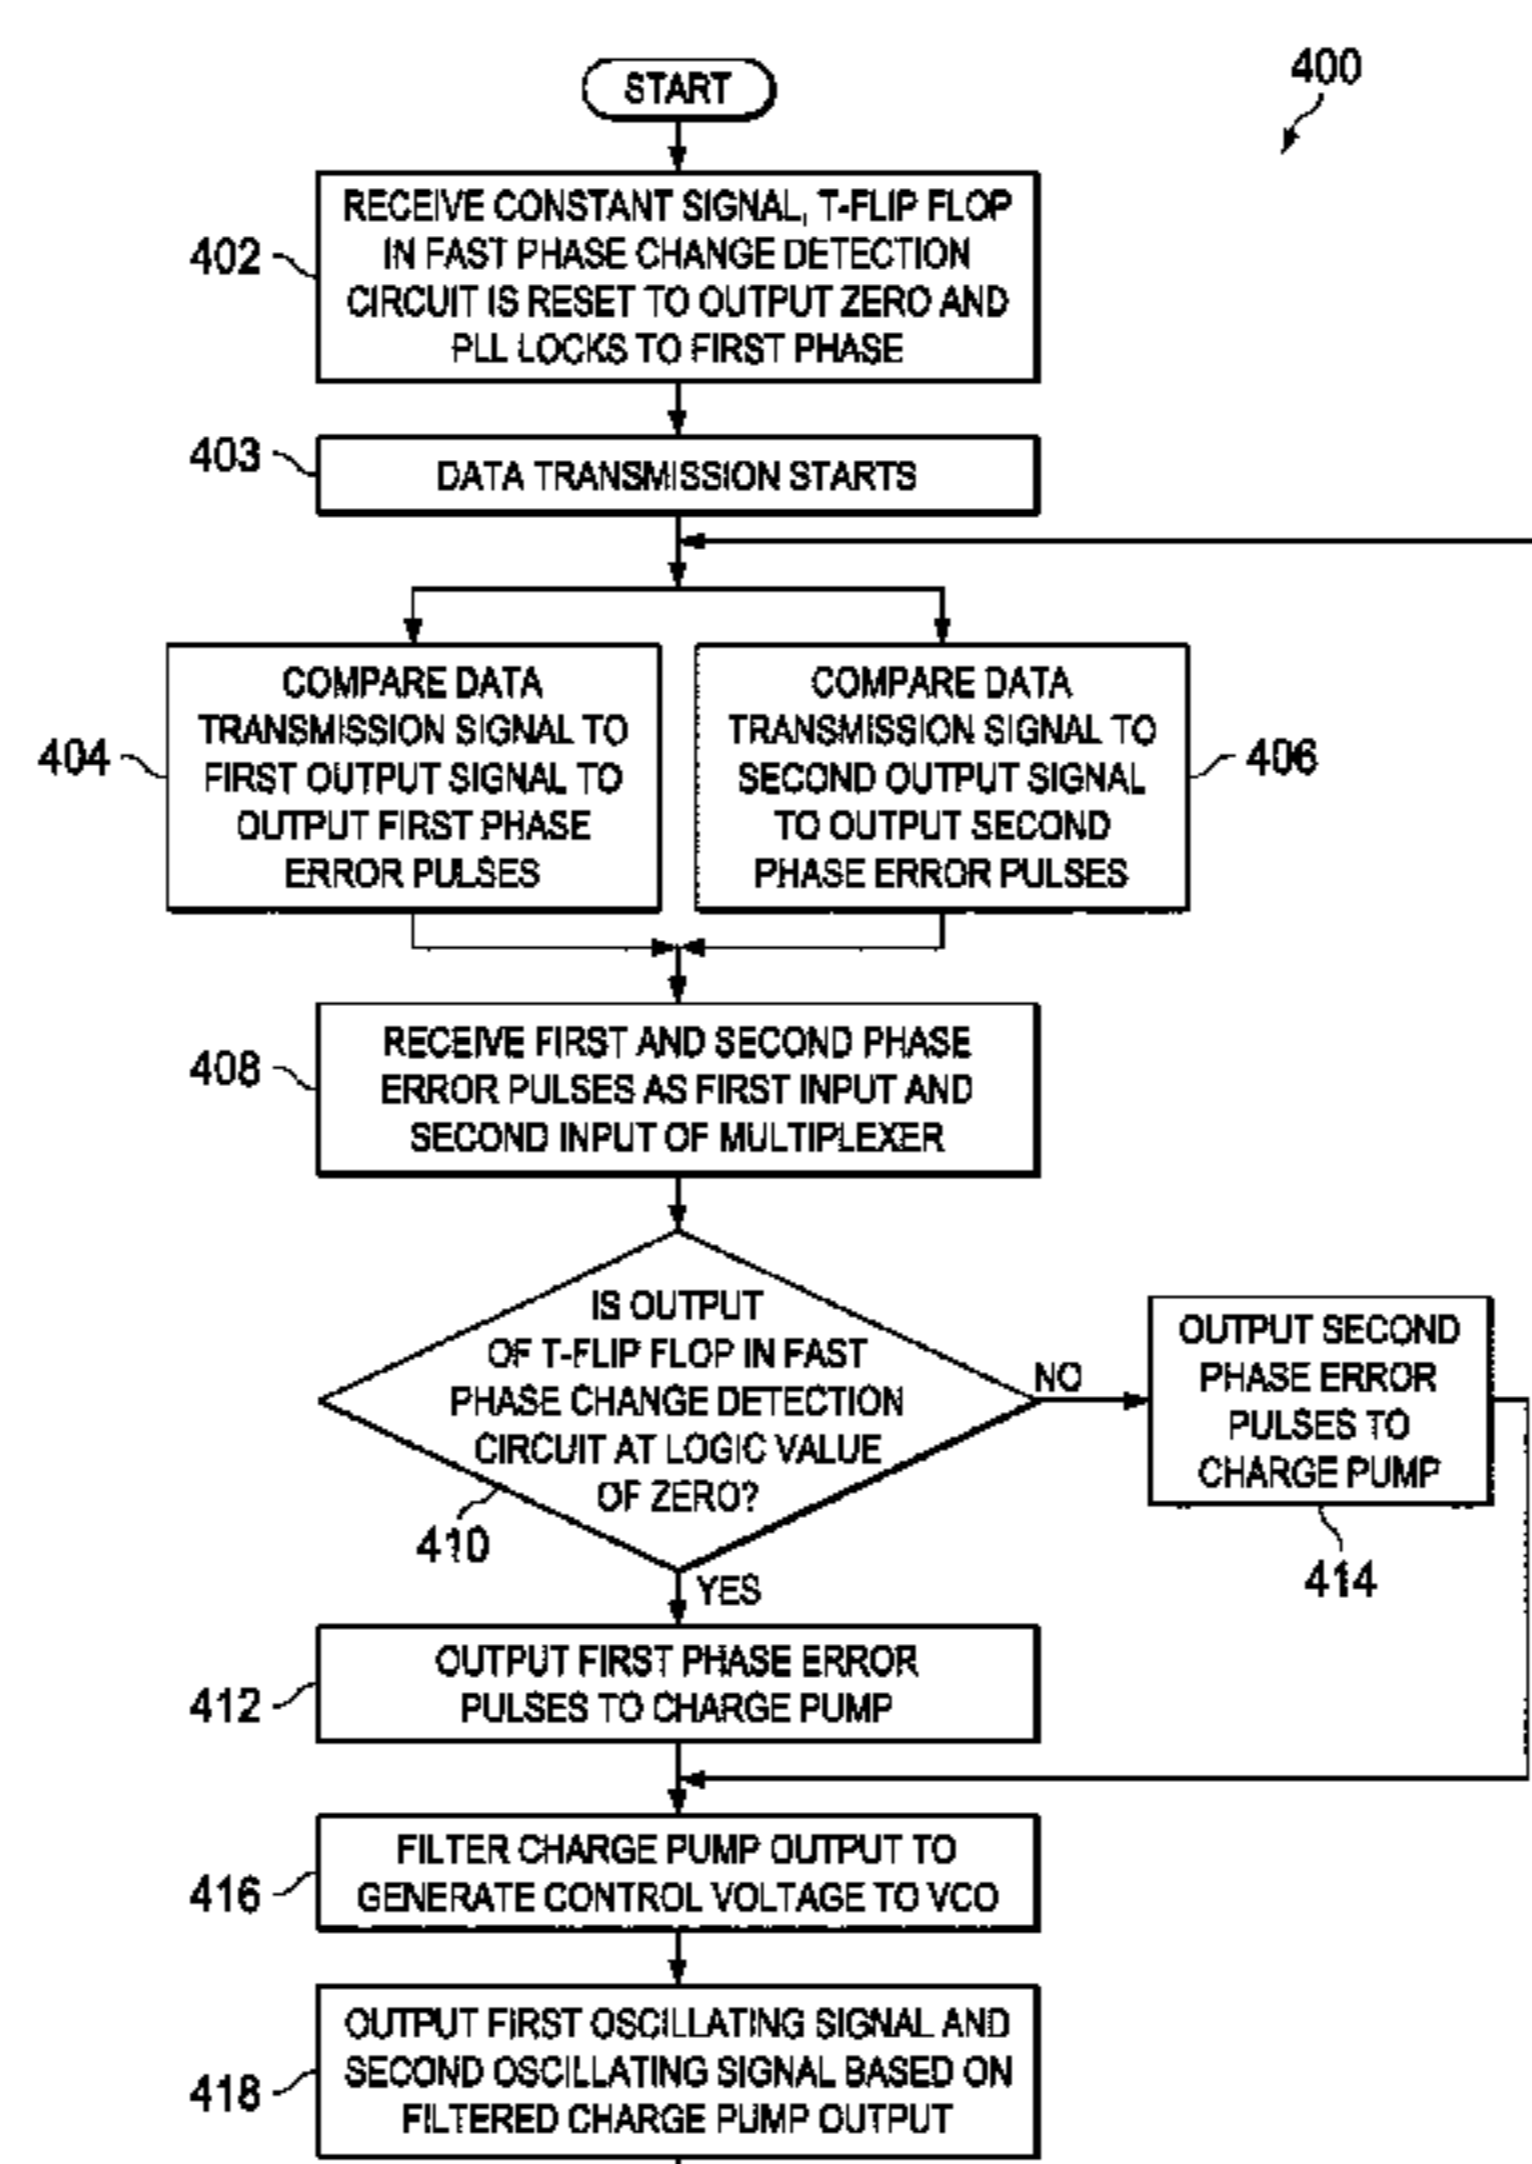 START
400
402
RECEIVE CONSTANT SIGNAL, T-FLIP FLOP
IN FAST PHASE CHANGE DETECTION
CIRCUIT IS RESET TO OUTPUT ZERO AND
PLL LOCKS TO FIRST PHASE
403
DATA TRANSMISSION STARTS
404
COMPARE DATA
TRANSMISSION SIGNAL TO
FIRST OUTPUT SIGNAL TO
OUTPUT FIRST PHASE
ERROR PULSES
COMPARE DATA
TRANSMISSION SIGNAL TO
SECOND OUTPUT SIGNAL
TO OUTPUT SECOND
PHASE ERROR PULSES
406
408
RECEIVE FIRST AND SECOND PHASE
ERROR PULSES AS FIRST INPUT AND
SECOND INPUT OF MULTIPLEXER
IS OUTPUT
OF T-FLIP FLOP IN FAST
PHASE CHANGE DETECTION
CIRCUIT AT LOGIC VALUE
OF ZERO?
410
NO
OUTPUT SECOND
PHASE ERROR
PULSES TO
CHARGE PUMP
414
YES
412
OUTPUT FIRST PHASE ERROR
PULSES TO CHARGE PUMP
416
FILTER CHARGE PUMP OUTPUT TO
GENERATE CONTROL VOLTAGE TO VCO
418
OUTPUT FIRST OSCILLATING SIGNAL AND
SECOND OSCILLATING SIGNAL BASED ON
FILTERED CHARGE PUMP OUTPUT